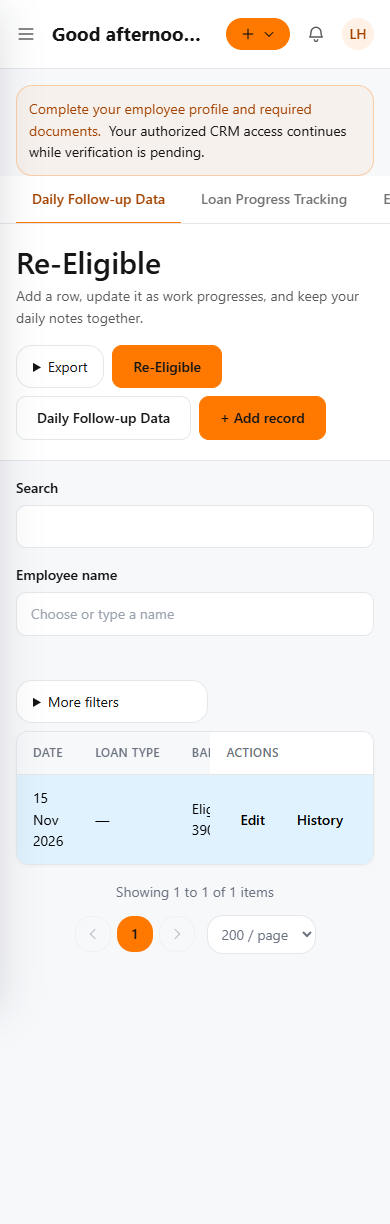 Good afternoo...
LH
Complete your employee profile and required
documents. Your authorized CRM access continues
while verification is pending.
Daily Follow-up Data
Loan Progress Tracking
E
Re-Eligible
Add a row, update it as work progresses, and keep your
daily notes together.
Export
Re-Eligible
Daily Follow-up Data
+ Add record
Search
Employee name
Choose or type a name
More filters
DATE LOAN TYPE BAI ACTIONS
15
Nov
2026
—
Elig
390
Edit
History
Showing 1 to 1 of 1 items
1
200 / page